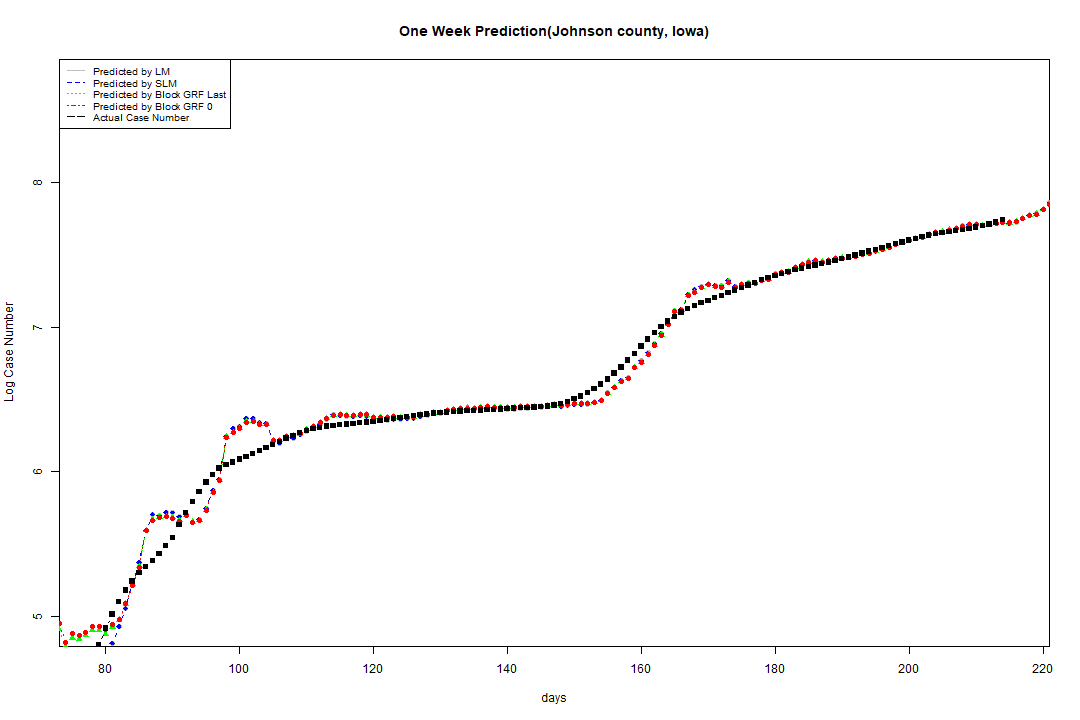 One Week Prediction(Johnson county, Iowa)
Predicted by LM
Predicted by SLM
Predicted by Block GRF Last
Predicted by Block GRF 0
Actual Case Number
8
7
6
5
Log Case Number
80 100 120 140 160 180 200 220
days